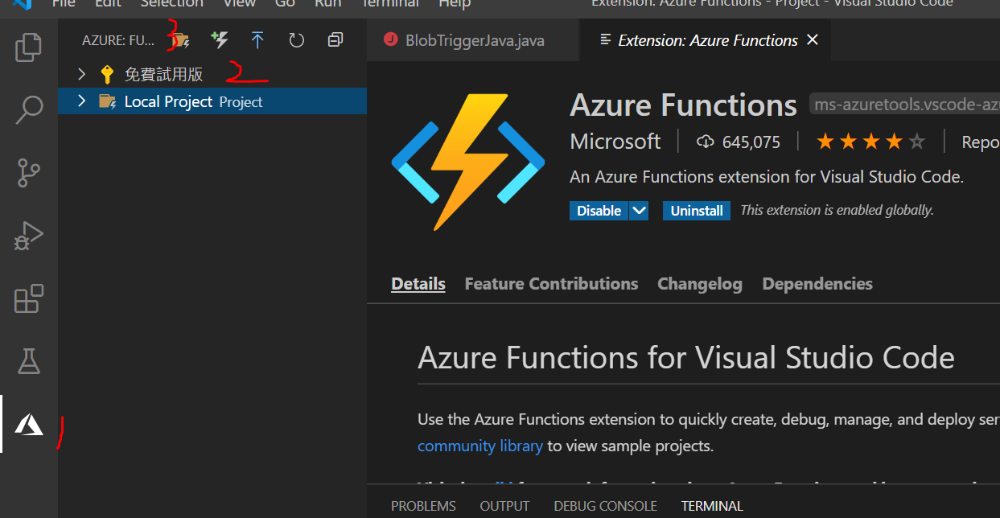 File Edit Selection View Go Run Terminal Help
Extension: Azure Functions - Project - Visual Studio Code
AZURE: FU...
3
BlobTriggerJava.java
Extension: Azure Functions
免費試用版
2
Local Project Project
1
Azure Functions
ms-azuretools.vscode-azu
Microsoft
645,075
Repo
An Azure Functions extension for Visual Studio Code.
Disable
Uninstall
This extension is enabled globally.
Details
Feature Contributions
Changelog
Dependencies
Azure Functions for Visual Studio Code
Use the Azure Functions extension to quickly create, debug, manage, and deploy ser
community library to view sample projects.
PROBLEMS
OUTPUT
DEBUG CONSOLE
TERMINAL